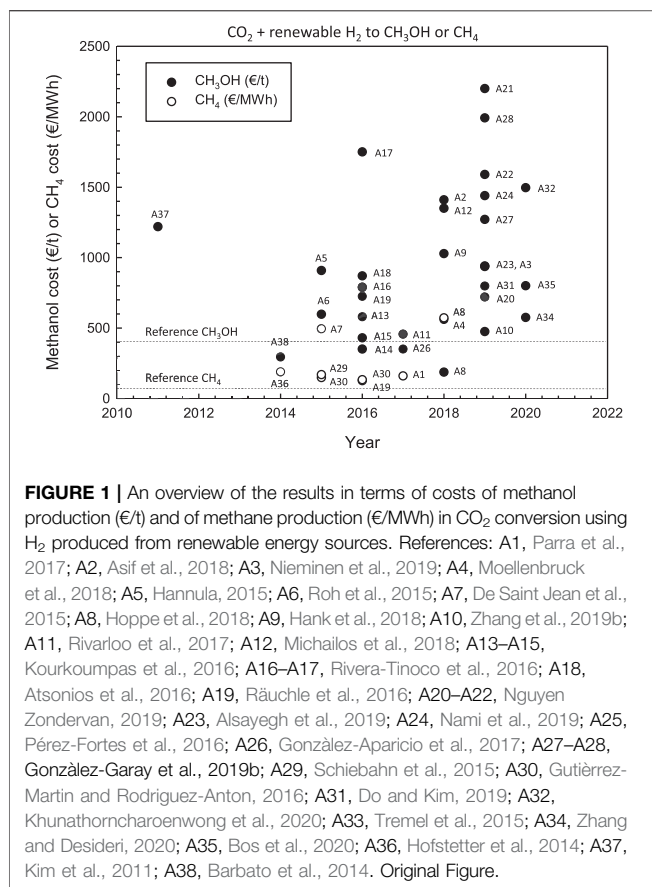 CO2 + renewable H2 to CH3OH or CH4
2500
2000
1500
1000
500
0
Methanol cost (€/t) or CH4 cost (€/MWh)
CH3OH (€/t)
CH4 (€/MWh)
A21
A28
A17
A22
A32
A2
A24
A12
A37
A27
A9
A5
A18
A23, A3
A16
A31
A35
A19
A20
A6
A13
A8
A34
A7
A4
A15
A11
A10
Reference CH3OH
A38
A14
A26
A29
A30
A1
A8
Reference CH4
A36
A30
A19
2010
2012
2014
2016
2018
2020
2022
Year
FIGURE 1 | An overview of the results in terms of costs of methanol
production (€/t) and of methane production (€/MWh) in CO2 conversion using
H2 produced from renewable energy sources. References: A1, Parra et al.,
2017; A2, Asif et al., 2018; A3, Nieminen et al., 2019; A4, Moellenbruck
et al., 2018; A5, Hannula, 2015; A6, Roh et al., 2015; A7, De Saint Jean et al.,
2015; A8, Hoppe et al., 2018; A9, Hank et al., 2018; A10, Zhang et al., 2019b;
A11, Rivarloo et al., 2017; A12, Michailos et al., 2018; A13–A15,
Kourkoumpas et al., 2016; A16–A17, Rivera-Tinoco et al., 2016; A18,
Atsonios et al., 2016; A19, Räuchle et al., 2016; A20–A22, Nguyen
Zondervan, 2019; A23, Alsayegh et al., 2019; A24, Nami et al., 2019; A25,
Pérez-Fortes et al., 2016; A26, Gonzàlez-Aparicio et al., 2017; A27–A28,
Gonzàlez-Garay et al., 2019b; A29, Schiebahn et al., 2015; A30, Gutièrrez-
Martin and Rodriguez-Anton, 2016; A31, Do and Kim, 2019; A32,
Khunathorncharoenwong et al., 2020; A33, Tremel et al., 2015; A34, Zhang
and Desideri, 2020; A35, Bos et al., 2020; A36, Hofstetter et al., 2014; A37,
Kim et al., 2011; A38, Barbato et al., 2014. Original Figure.